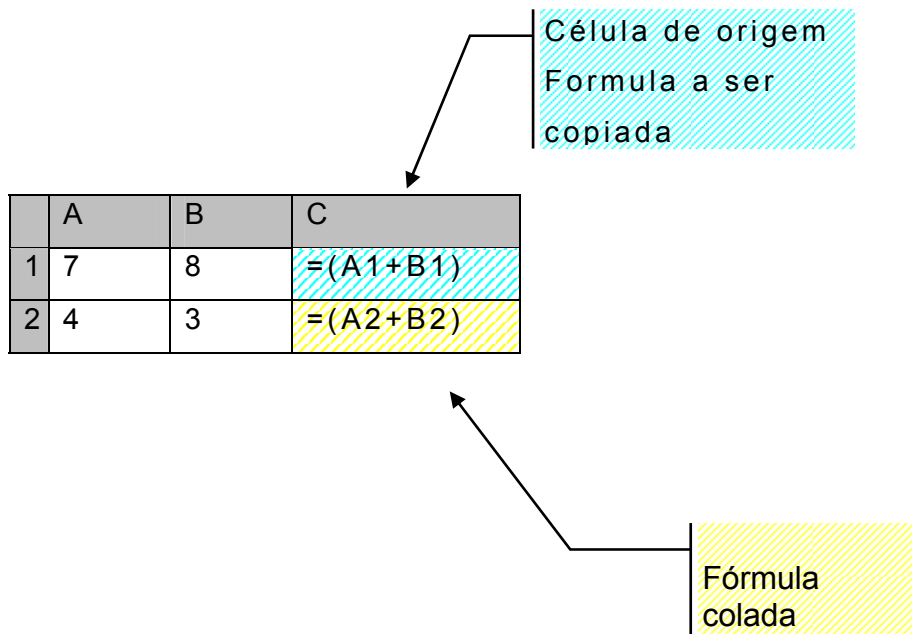 Célula de origem
Formula a ser
copiada
A B C
1 7 8 =(A1+B1)
2 4 3 =(A2+B2)
Fórmula
colada